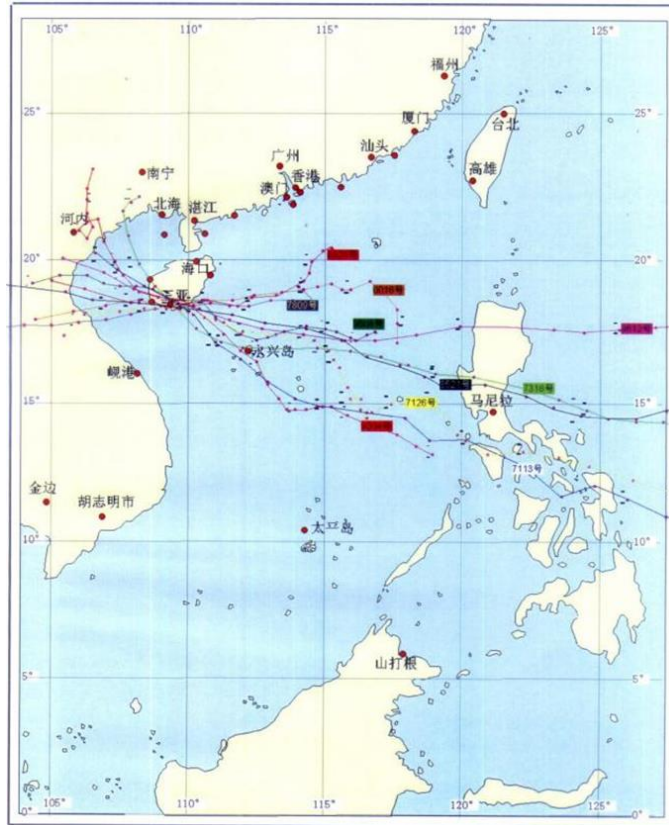 105° 110° 115° 120° 125°
福州
25° 25°
厦门
台北
汕头
广州
南宁
香港
高雄
澳门
北海 湛江
河内
20° 20°
海口
三亚
7800号
7316号
永兴岛
岘港
7126号
15° 15°
马尼拉
7113号
金边
胡志明市
太平岛
10° 10°
山打根
5° 5°
0° 0°
105° 110° 115° 120° 125°